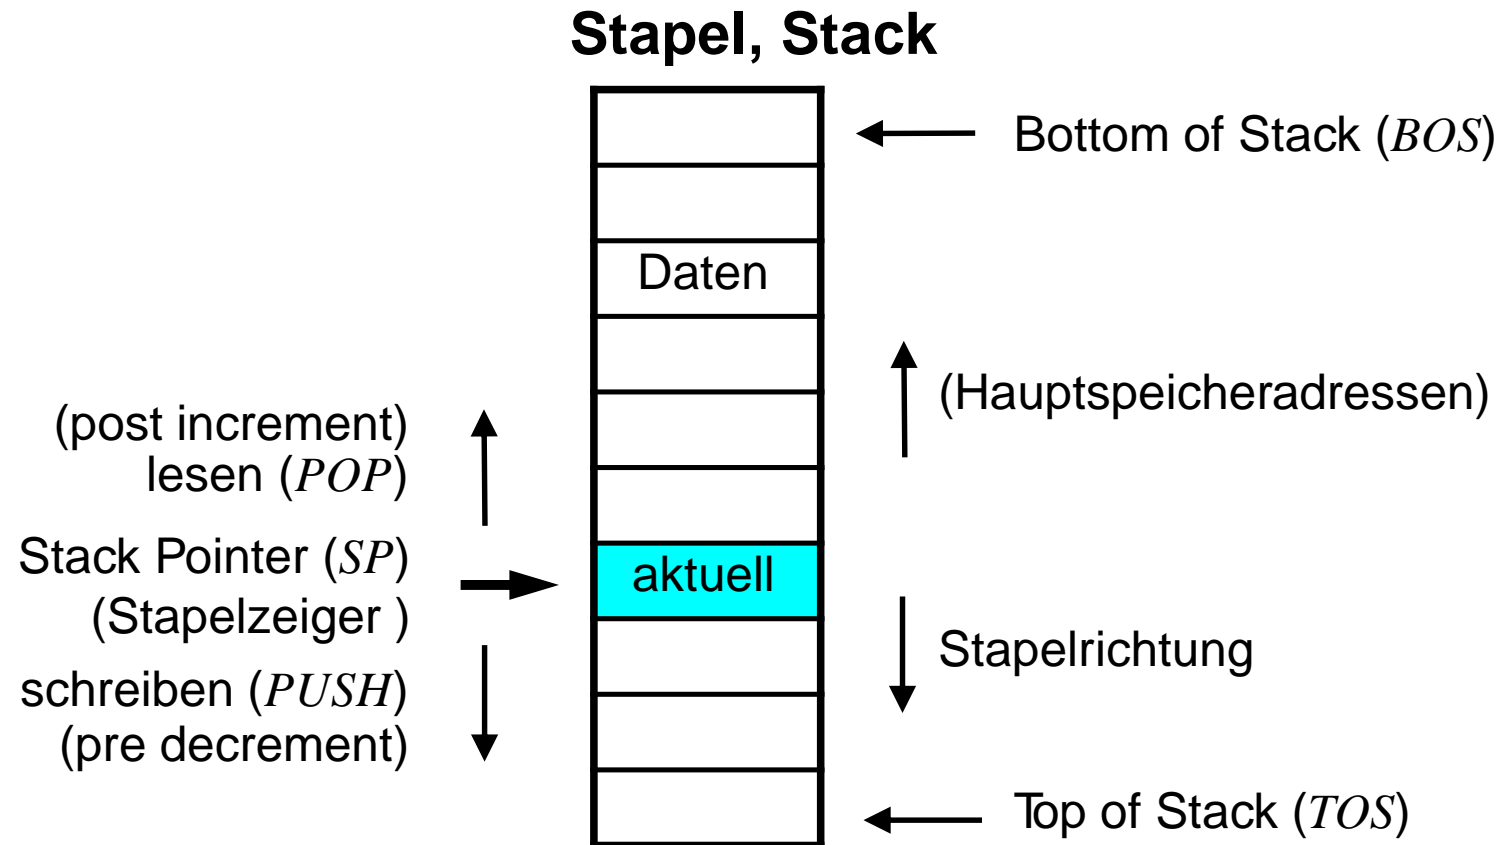 Stapel, Stack
Bottom of Stack (BOS)
Daten
(Hauptspeicheradressen)
(post increment)
lesen (POP)
Stack Pointer (SP)
(Stapelzeiger )
aktuell
Stapelrichtung
schreiben (PUSH)
(pre decrement)
Top of Stack (TOS)